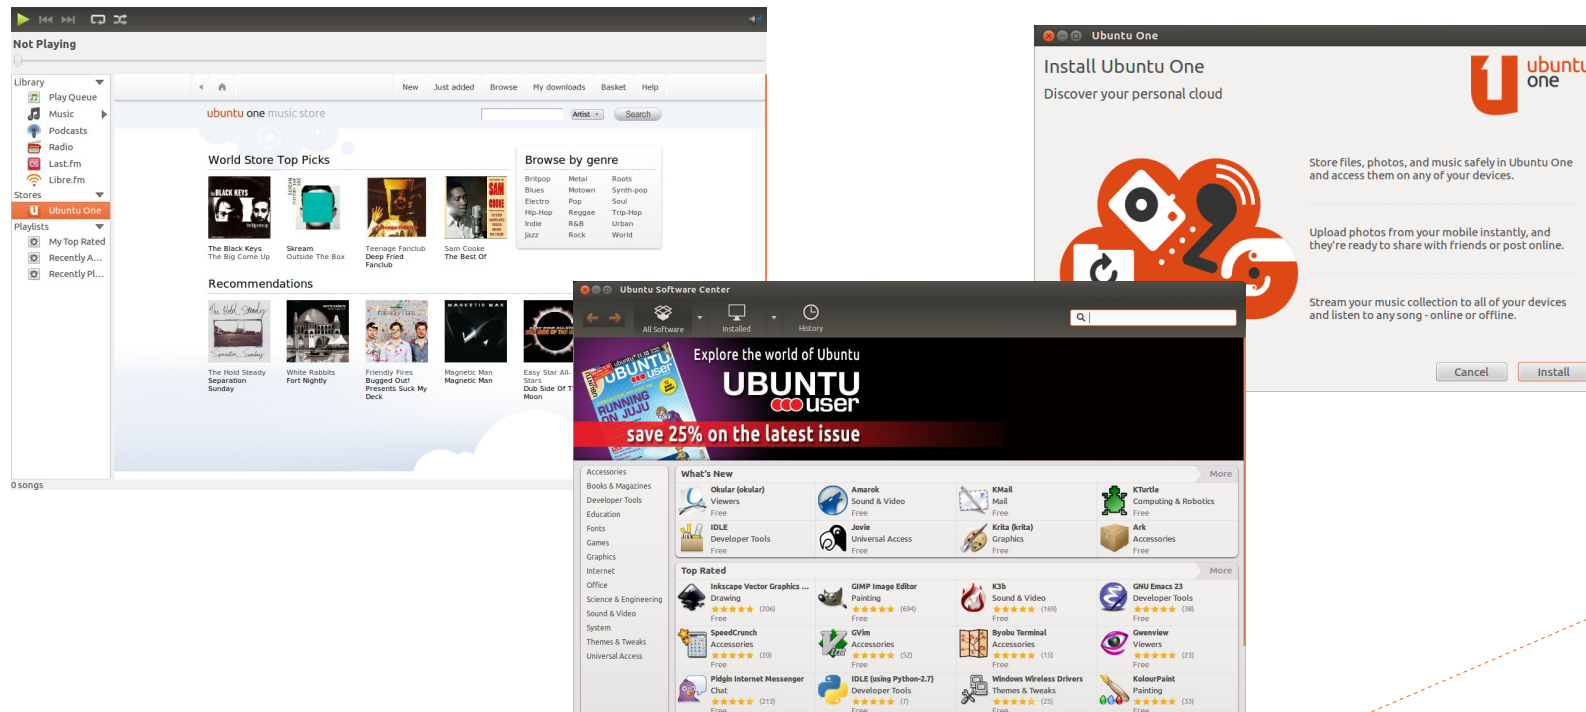 Not Playing
Library
Play Queue
Music
Podcasts
Radio
Last.fm
Libre.fm
Stores
Ubuntu One
Playlists
My Top Rated
Recently A...
Recently Pl...
0 songs
New Just added Browse My downloads Basket Help
ubuntu one music store
Artist
Search
World Store Top Picks
The Black Keys
The Big Come Up
Skream
Outside The Box
Teenage Fanclub
Deep Fried
Fanclub
Sam Cooke
The Best Of
Browse by genre
Britpop Metal Roots
Blues Motown Synth-pop
Electro Pop Soul
Hip-Hop Reggae Trip-Hop
Indie R&B Urban
Jazz Rock World
Recommendations
The Hold Steady
Separation
Sunday
White Rabbits
Fort Nightly
Friendly Fires
Bugged Out!
Presents Suck My
Deck
Magnetic Man
Magnetic Man
Easy Star All-
Stars
Dub Side Of T
Moon
Ubuntu One
Install Ubuntu One
Discover your personal cloud
ubuntu
one
Store files, photos, and music safely in Ubuntu One
and access them on any of your devices.
Upload photos from your mobile instantly, and
they're ready to share with friends or post online.
Stream your music collection to all of your devices
and listen to any song - online or offline.
Cancel
Install
Ubuntu Software Center
All Software
Installed
History
Explore the world of Ubuntu
UBUNTU
user
save 25% on the latest issue
UBUNTU
RUNNING
ON JUJU
Accessories
Books & Magazines
Developer Tools
Education
Fonts
Games
Graphics
Internet
Office
Science & Engineering
Sound & Video
System
Themes & Tweaks
Universal Access
What's New
More
Okular (okular)
Viewers
Free
Amarok
Sound & Video
Free
KMail
Mail
Free
KTurtle
Computing & Robotics
Free
IDLE
Developer Tools
Free
Jovie
Universal Access
Free
Krita (krita)
Graphics
Free
Ark
Accessories
Free
Top Rated
More
Inkscape Vector Graphics ...
Drawing
(206)
Free
GIMP Image Editor
Painting
(694)
Free
K3b
Sound & Video
(169)
Free
GNU Emacs 23
Developer Tools
(38)
Free
SpeedCrunch
Accessories
(20)
Free
GVim
Accessories
(52)
Free
Byobu Terminal
Accessories
(15)
Free
Gwenview
Viewers
(23)
Free
Pidgin Internet Messenger
Chat
(213)
Free
IDLE (using Python-2.7)
Developer Tools
(7)
Free
Windows Wireless Drivers
Themes & Tweaks
(25)
Free
KolourPaint
Painting
(33)
Free